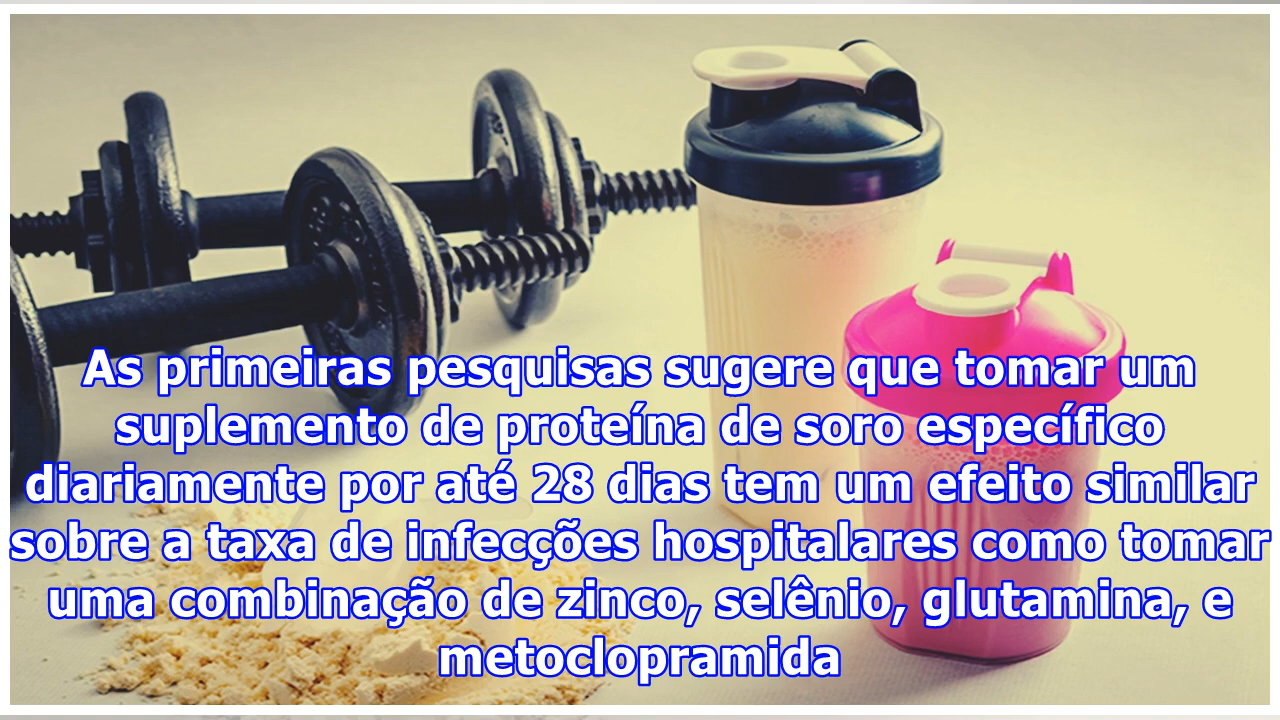 As primeiras pesquisas sugere que tomar um
suplemento de proteína de soro específico
diariamente por até 28 dias tem um efeito similar
sobre a taxa de infecções hospitalares como tomar
uma combinação de zinco, selênio, glutamina, e
metoclopramida